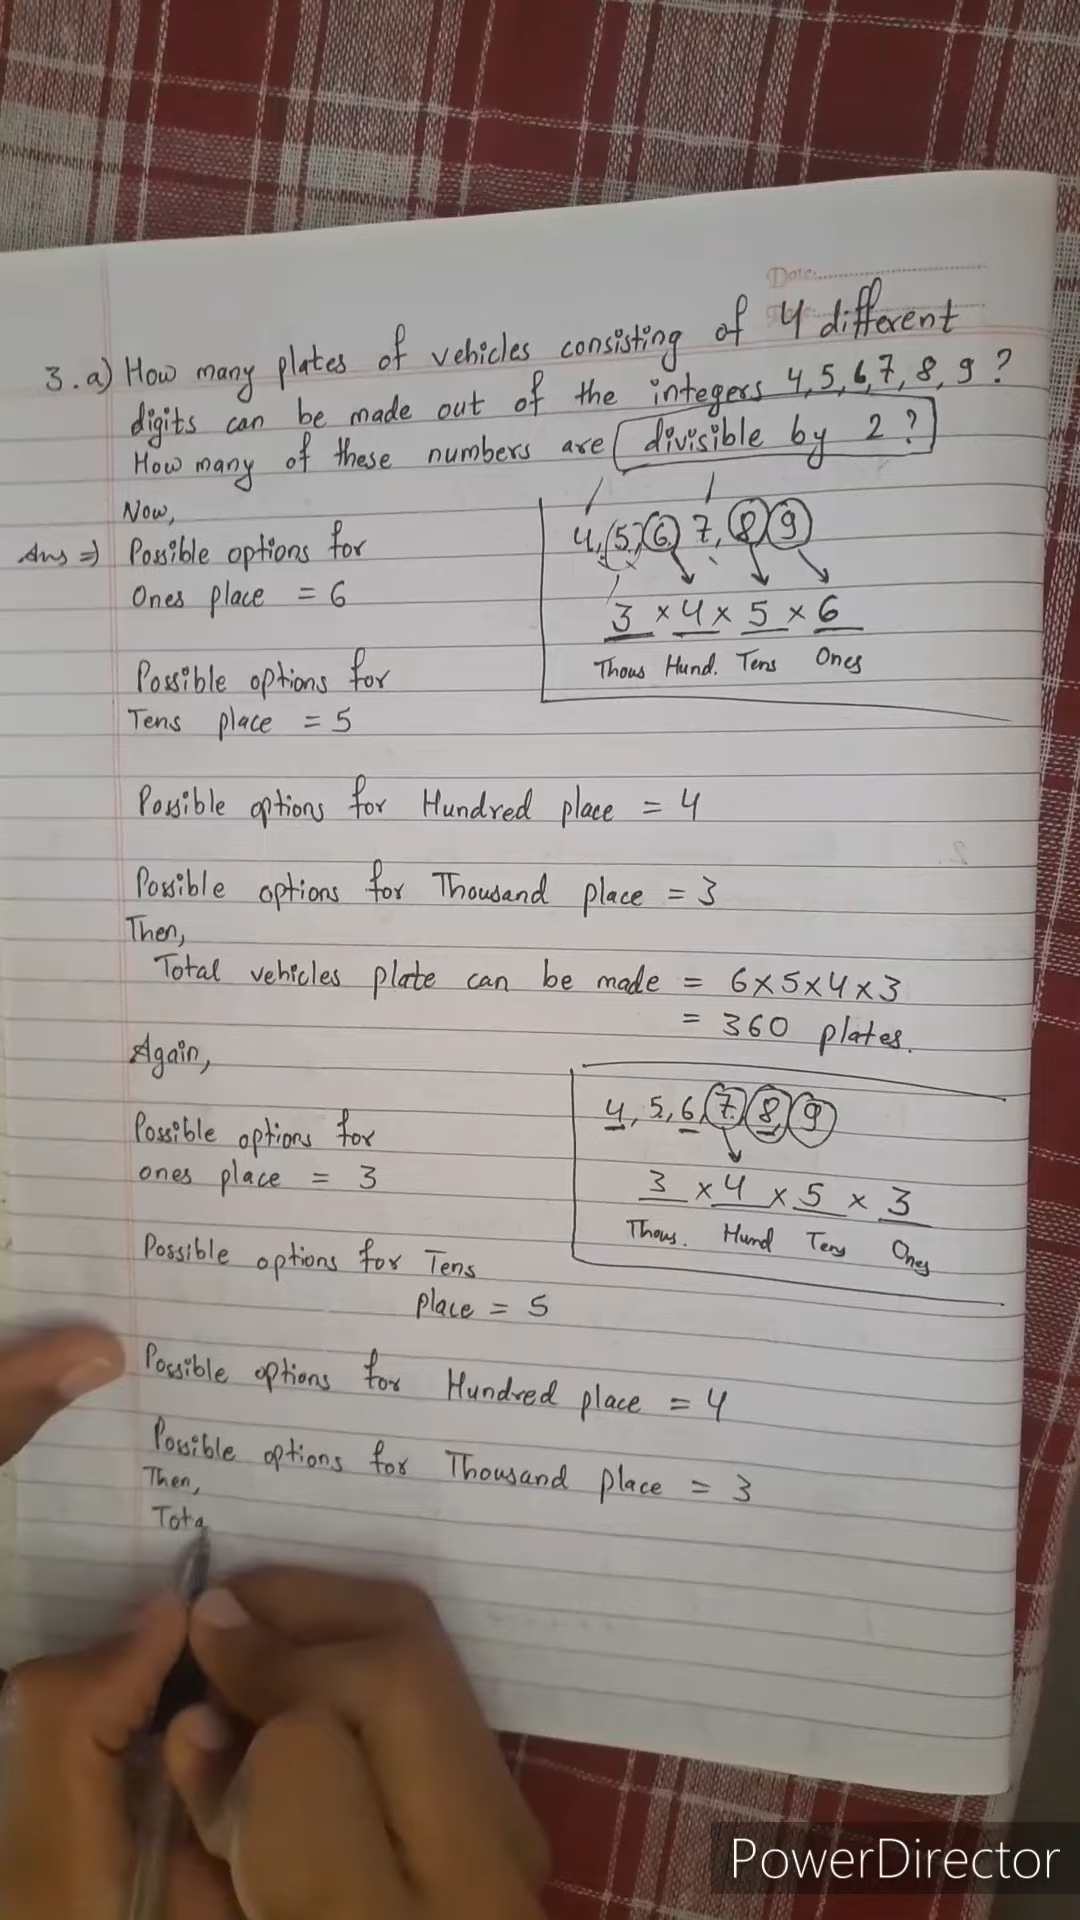 Date:
3. a) How many plates of vehicles consisting of 4 different
digits can be made out of the integers 4, 5, 6, 7, 8, 9 ?
How many of these numbers are divisible by 2 ?
Now,
Ans ⇒ Possible options for
Ones place = 6
4, 5, 6, 7, 8, 9
3 × 4 × 5 × 6
Thous Hund. Tens Ones
Possible options for
Tens place = 5
Possible options for Hundred place = 4
Possible options for Thousand place = 3
Then,
Total vehicles plate can be made = 6 × 5 × 4 × 3
= 360 plates.
Again,
Possible options for
ones place = 3
4, 5, 6, 7, 8, 9
3 × 4 × 5 × 3
Thous. Hund Tens Ones
Possible options for Tens
place = 5
Possible options for Hundred place = 4
Possible options for Thousand place = 3
Then,
Tota
PowerDirector